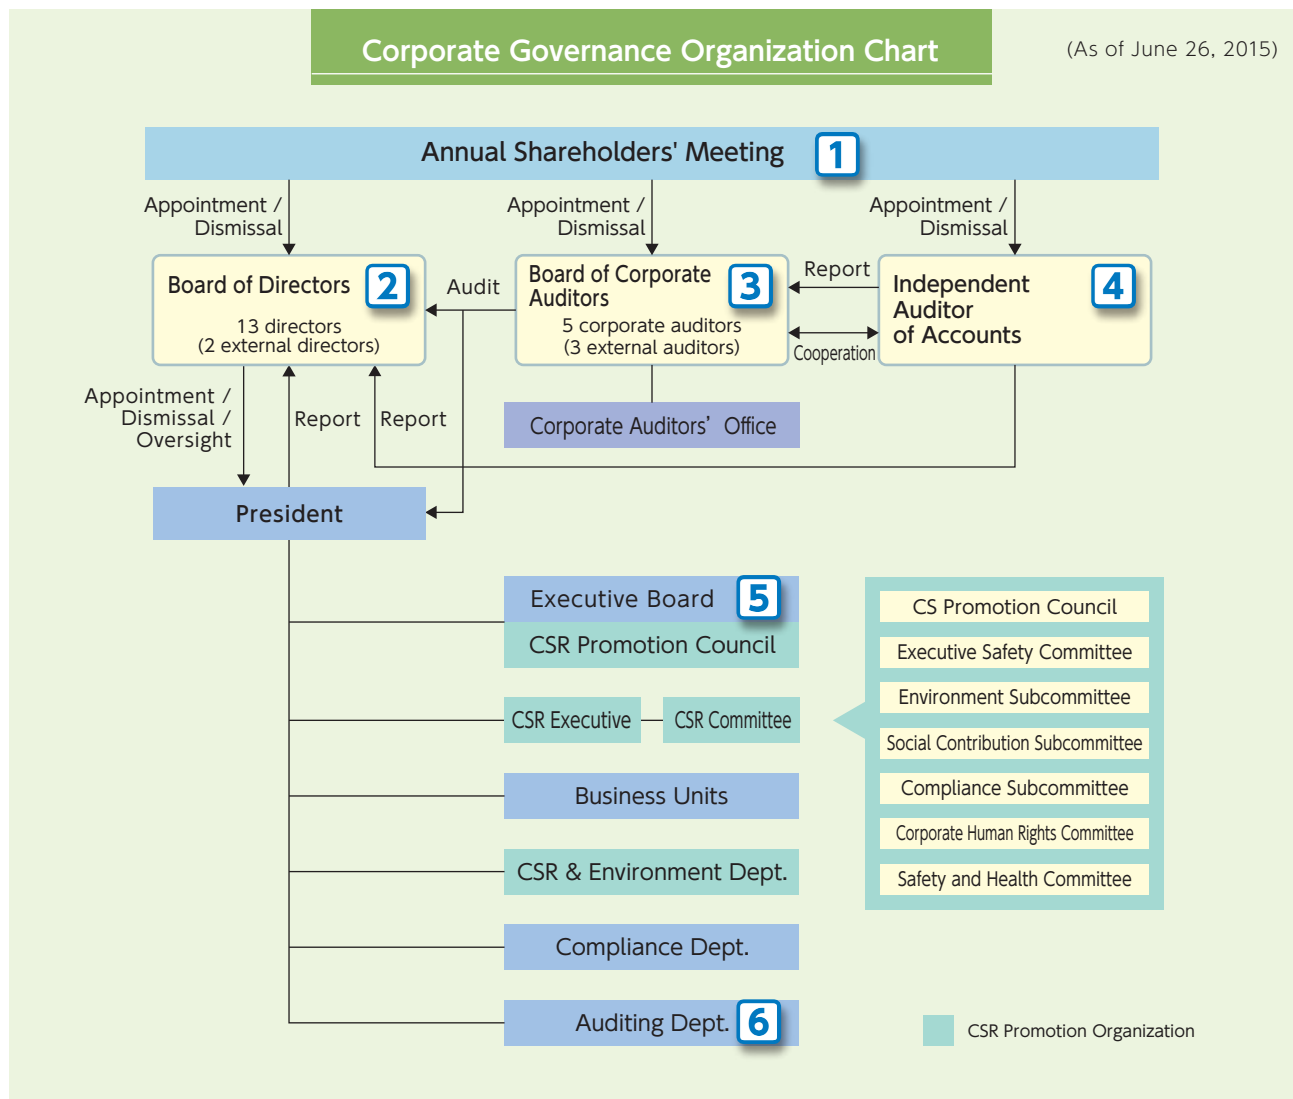 Corporate Governance Organization Chart
(As of June 26, 2015)
Annual Shareholders' Meeting 1
Appointment /
Dismissal
Appointment /
Dismissal
Appointment /
Dismissal
Board of Directors 2
13 directors
(2 external directors)
Audit
Board of Corporate
Auditors
3
5 corporate auditors
(3 external auditors)
Report
Cooperation
Independent
Auditor
of Accounts
4
Appointment /
Dismissal /
Oversight
Report
Report
Corporate Auditors' Office
President
Executive Board 5
CSR Promotion Council
CSR Executive
CSR Committee
Business Units
CSR & Environment Dept.
Compliance Dept.
Auditing Dept. 6
CS Promotion Council
Executive Safety Committee
Environment Subcommittee
Social Contribution Subcommittee
Compliance Subcommittee
Corporate Human Rights Committee
Safety and Health Committee
CSR Promotion Organization